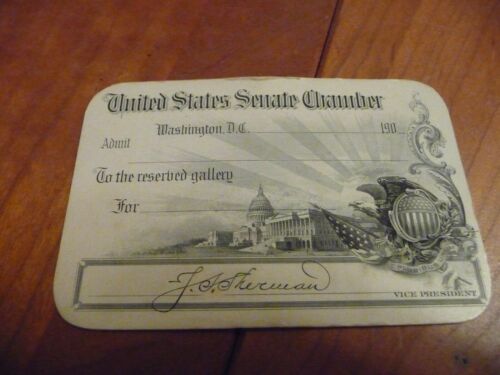 United States Senate Chamber
Washington, D.C. 190
Admit
To the reserved gallery
For
J. S. Sherman
VICE PRESIDENT